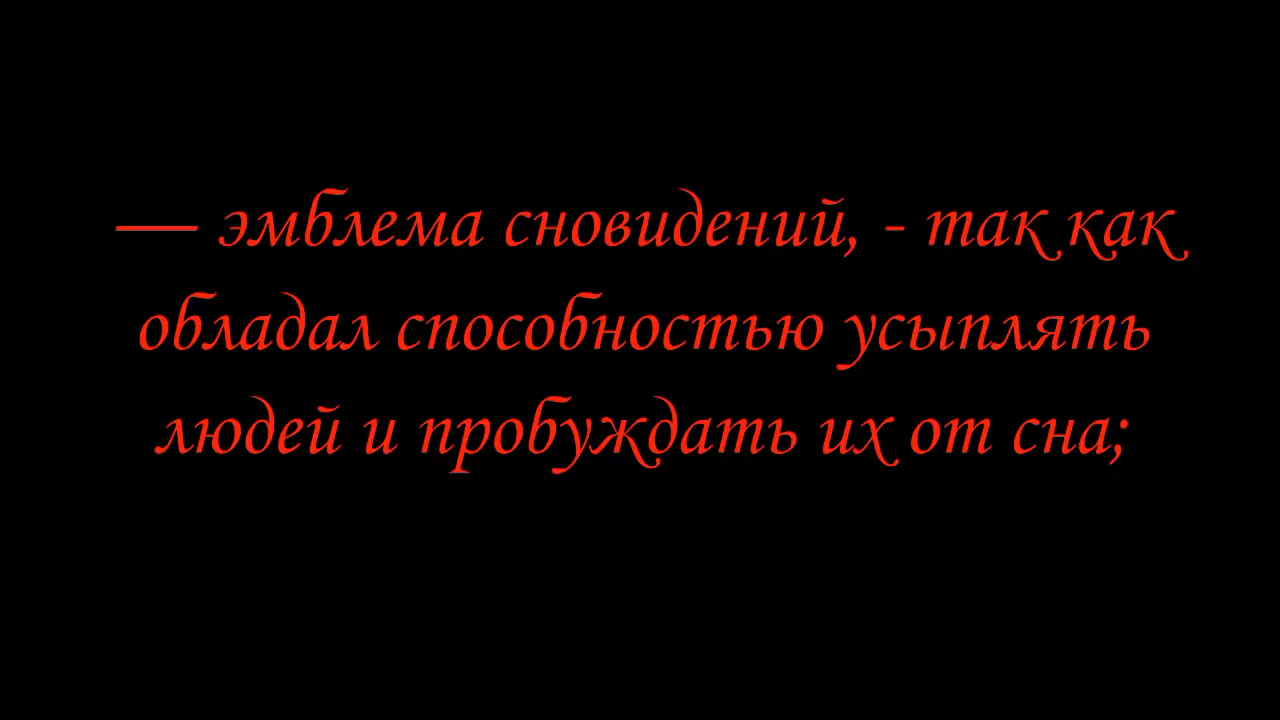 — эмблема сновидений, - так как
обладал способностью усыплять
людей и пробуждать их от сна;